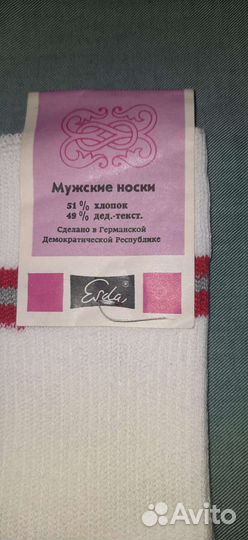 Мужские носки
51% хлопок
49% дед.-текст.
Сделано в Германской
Демократической Республике
Esda®
Avito